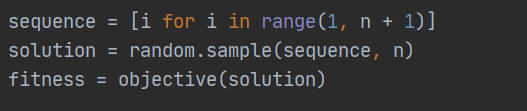 sequence = [i for i in range(1, n + 1)]
solution = random.sample(sequence, n)
fitness = objective(solution)